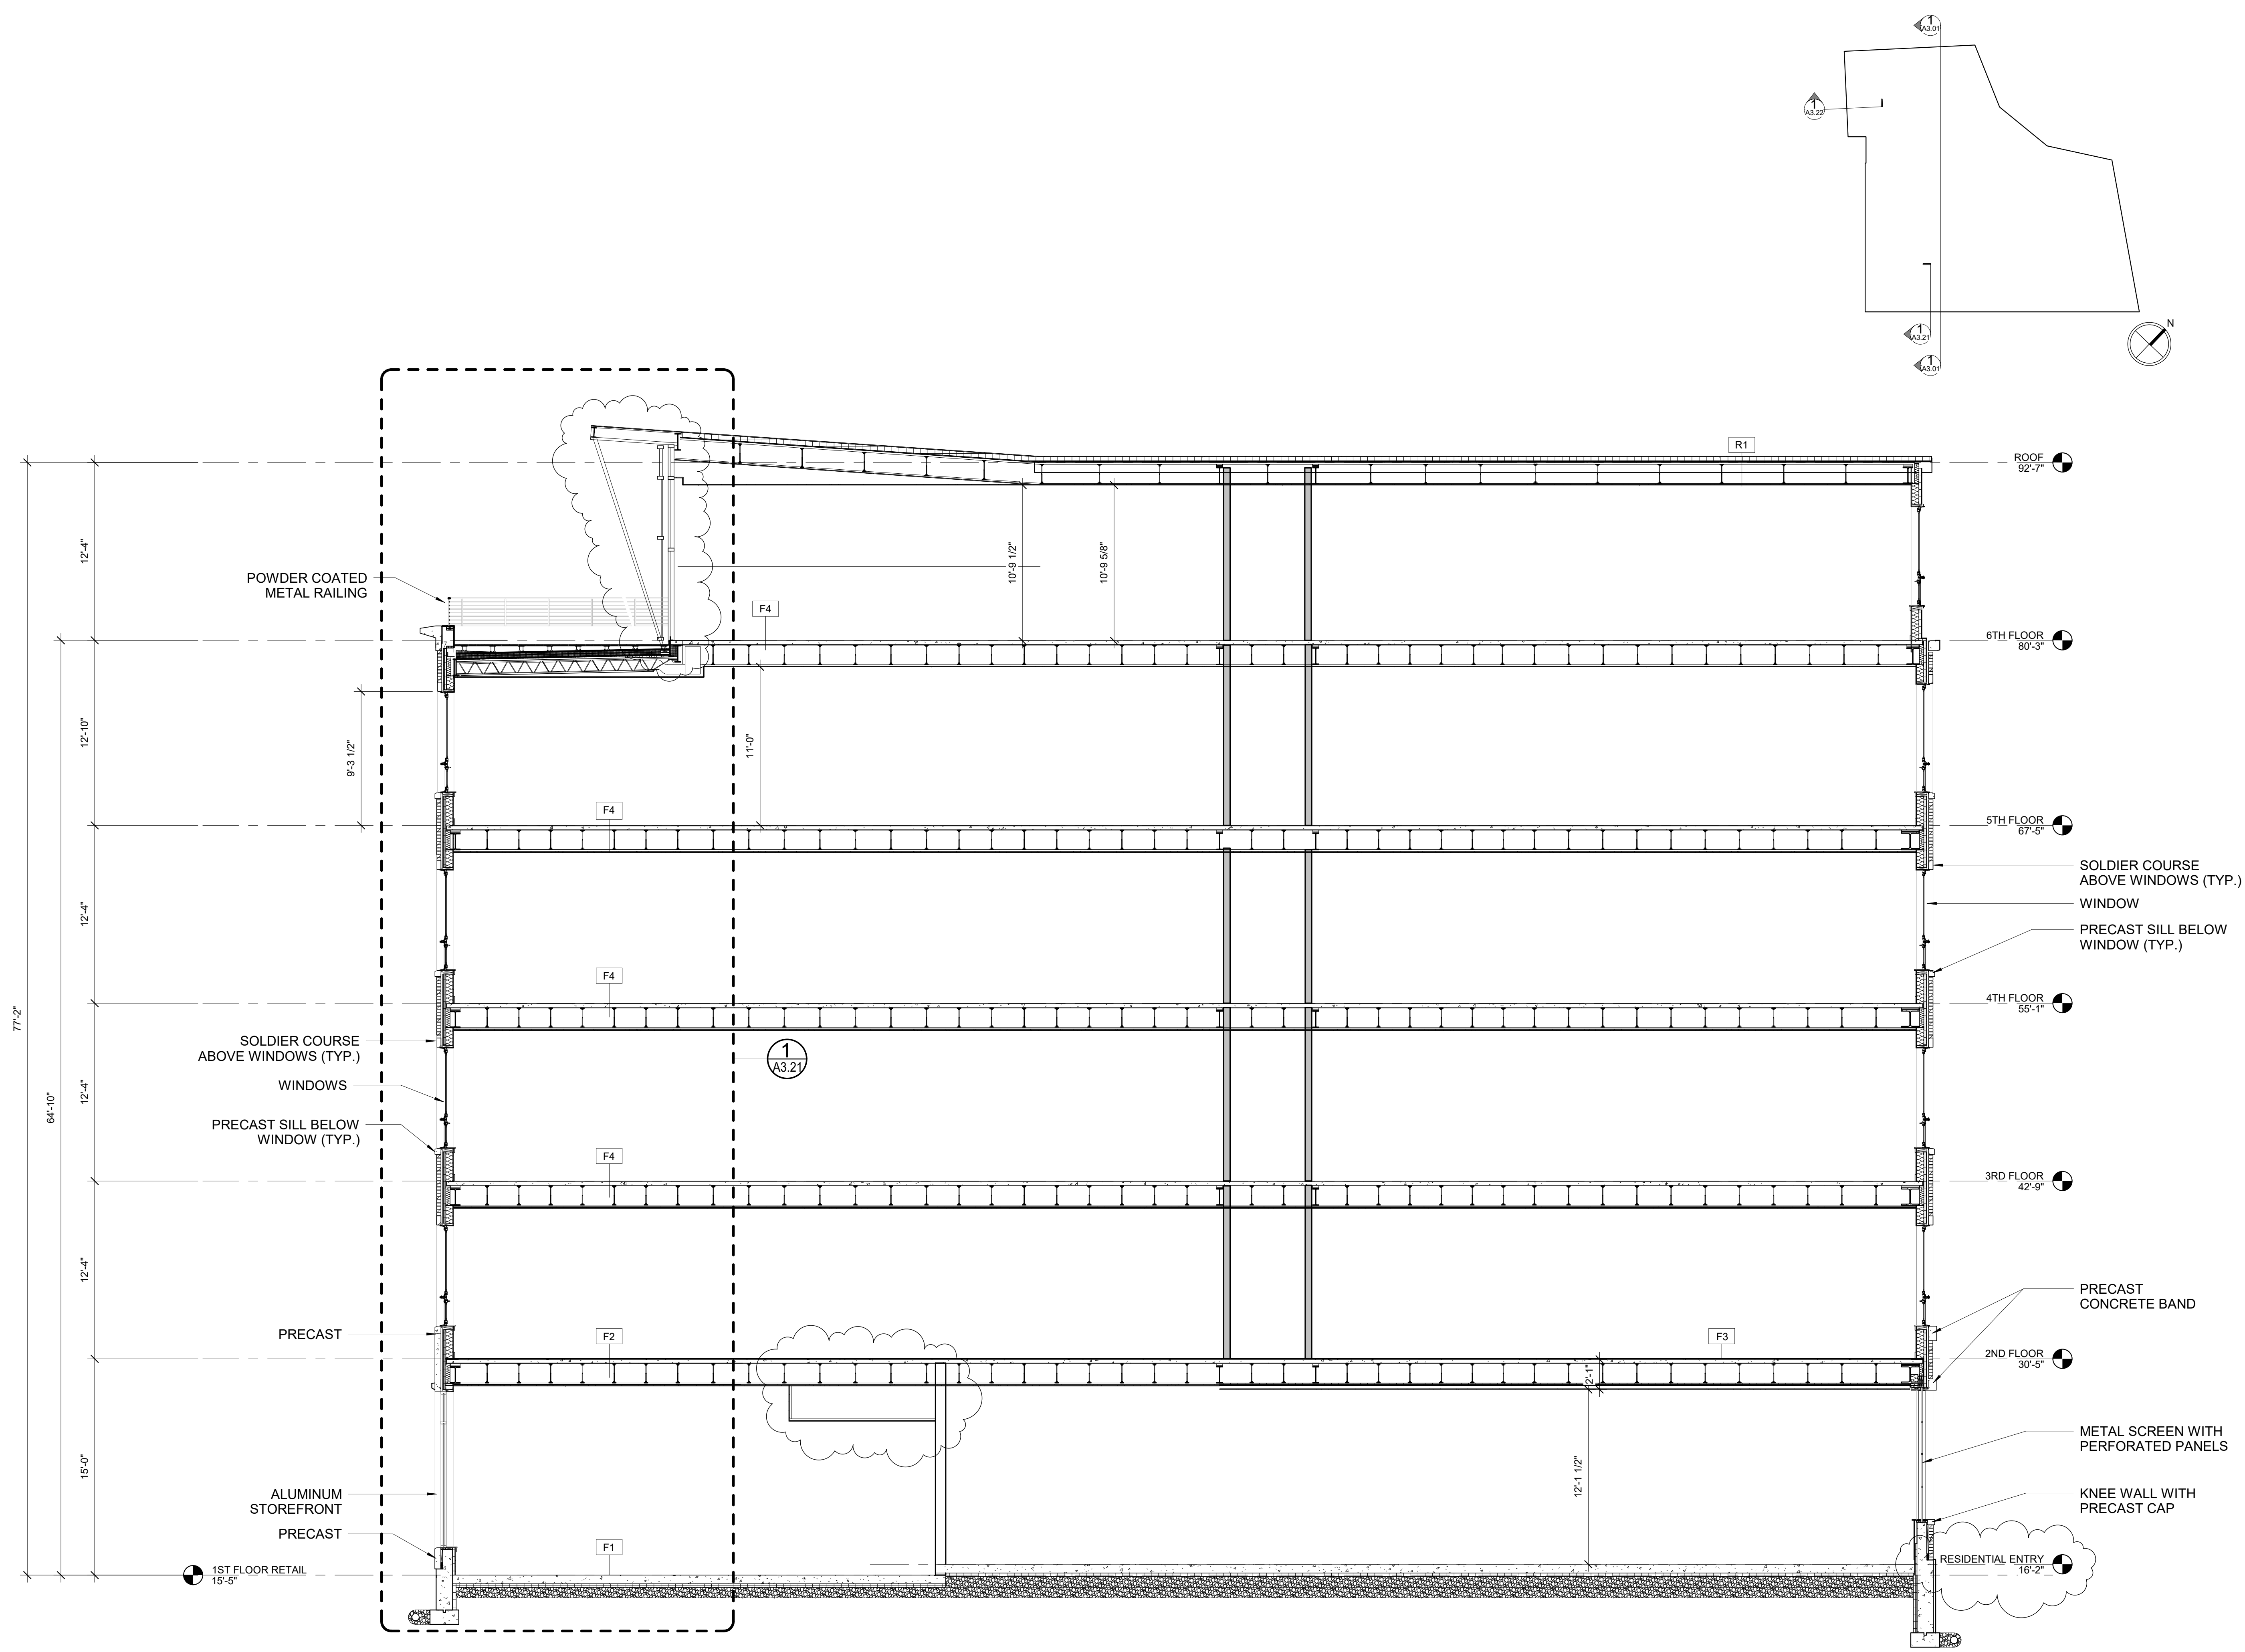 1
A3.01
1
A3.22
1
A3.21
1
A3.01
N
R1
ROOF
92'-7"
12'-4"
10'-9 1/2"
10'-9 5/8"
POWDER COATED
METAL RAILING
F4
6TH FLOOR
80'-3"
12'-10"
9'-3 1/2"
11'-0"
F4
5TH FLOOR
67'-5"
SOLDIER COURSE
ABOVE WINDOWS (TYP.)
WINDOW
PRECAST SILL BELOW
WINDOW (TYP.)
12'-4"
F4
4TH FLOOR
55'-1"
77'-2"
64'-10"
SOLDIER COURSE
ABOVE WINDOWS (TYP.)
1
A3.21
WINDOWS
12'-4"
PRECAST SILL BELOW
WINDOW (TYP.)
F4
3RD FLOOR
42'-9"
12'-4"
PRECAST
CONCRETE BAND
PRECAST
F2
F3
2ND FLOOR
30'-5"
2'-1"
METAL SCREEN WITH
PERFORATED PANELS
15'-0"
12'-1 1/2"
ALUMINUM
STOREFRONT
KNEE WALL WITH
PRECAST CAP
PRECAST
F1
RESIDENTIAL ENTRY
16'-2"
1ST FLOOR RETAIL
15'-5"